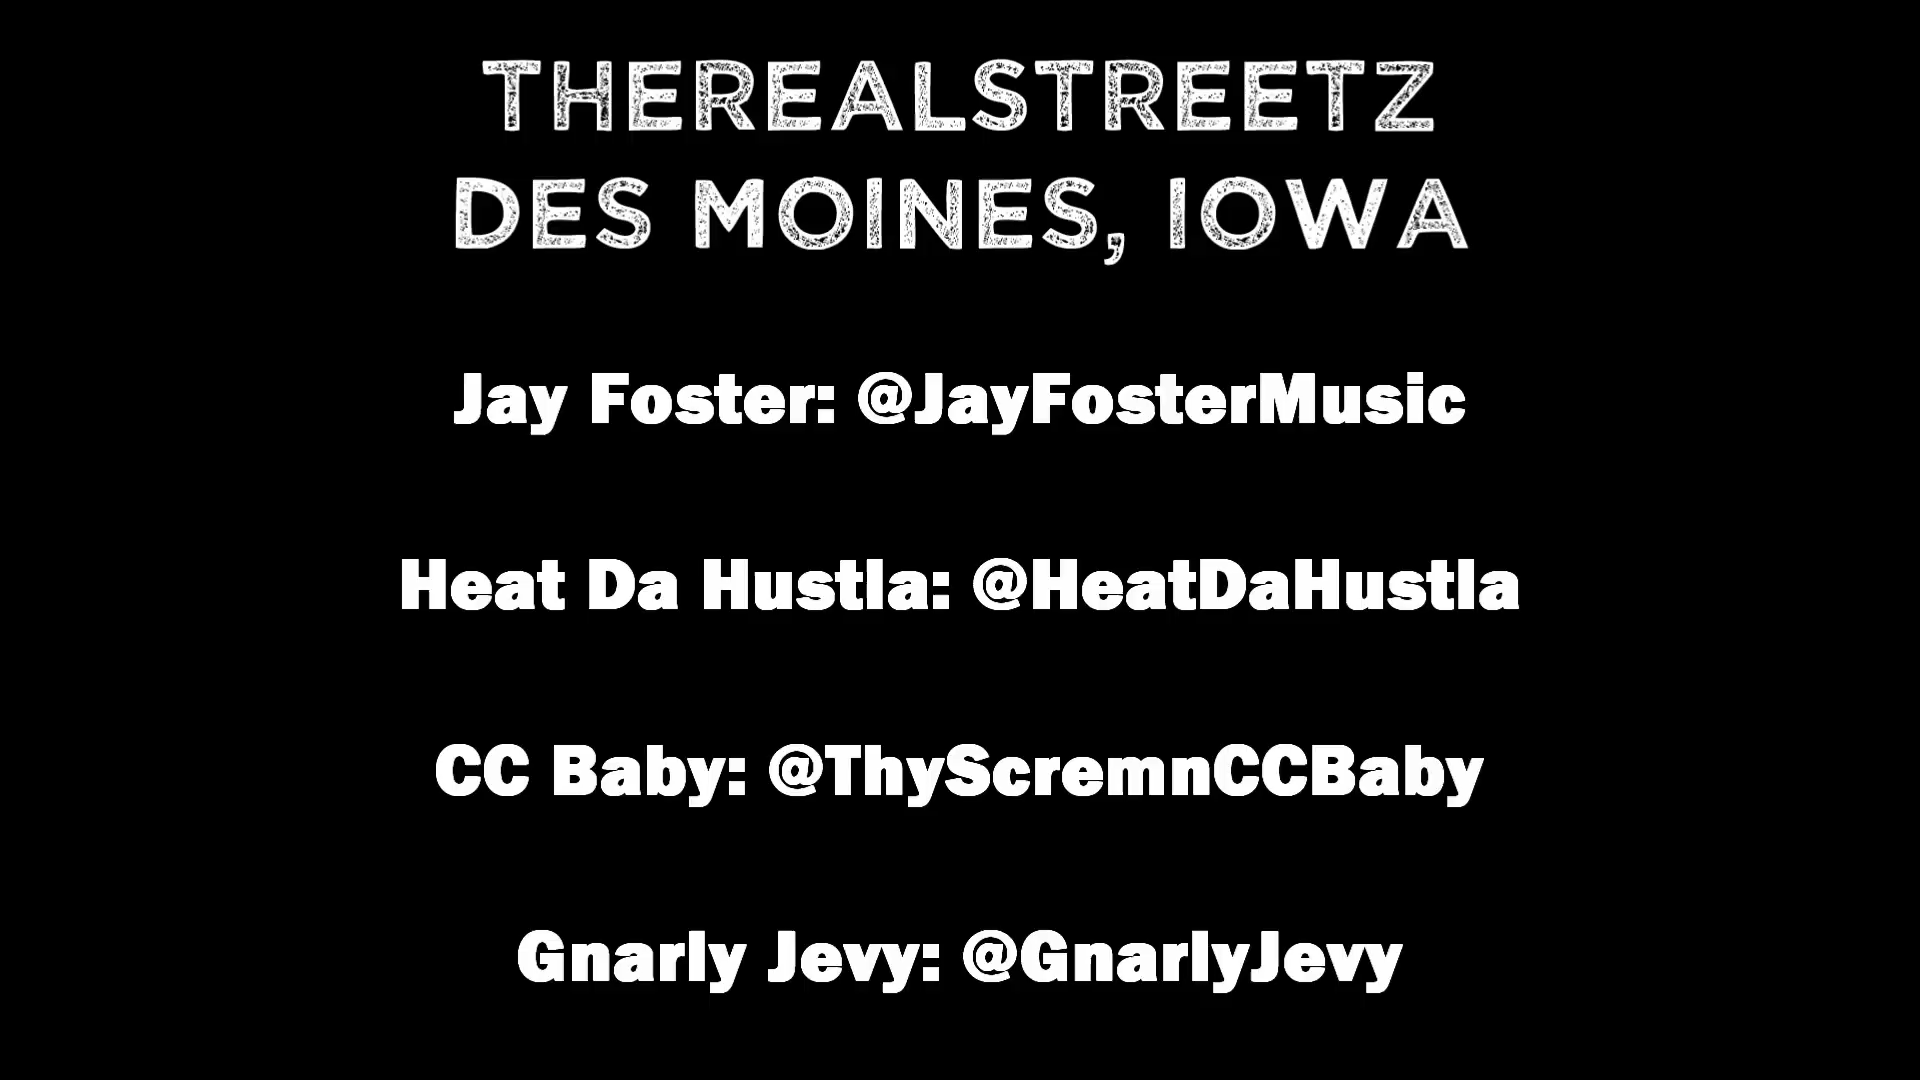 THEREALSTREETZ
DES MOINES, IOWA
Jay Foster: @JayFosterMusic
Heat Da Hustla: @HeatDaHustla
CC Baby: @ThyScremnCCBaby
Gnarly Jevy: @GnarlyJevy